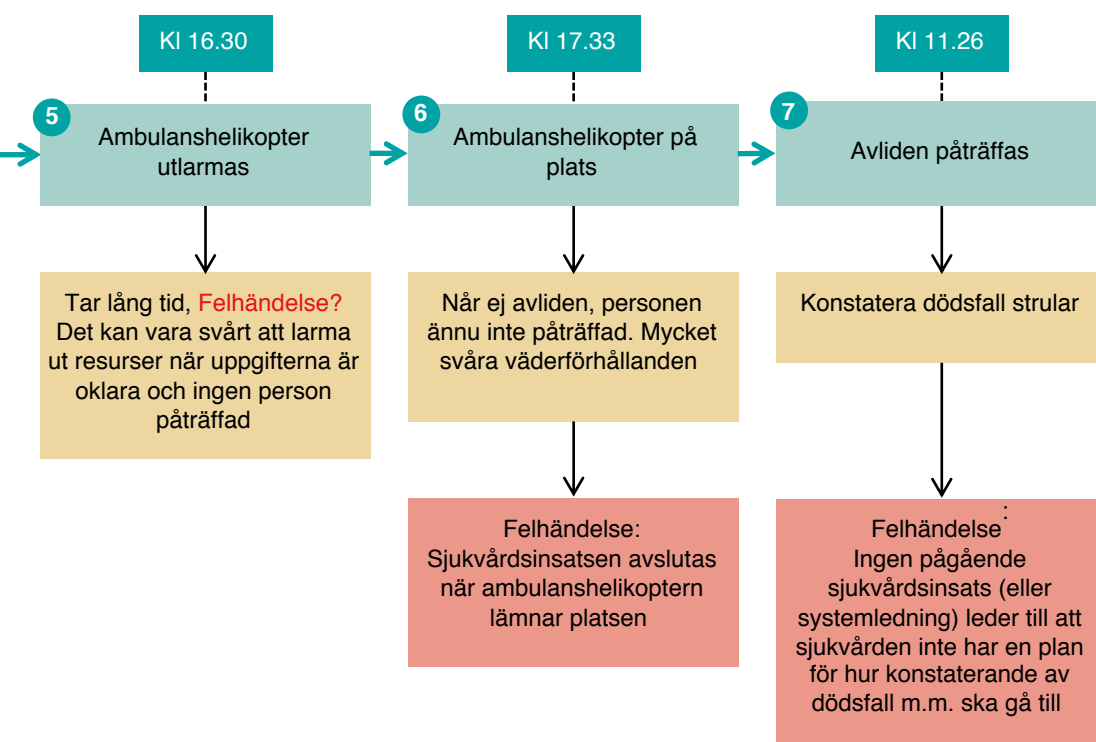 Kl 16.30
5
Ambulanshelikopter
utlarmas
Tar lång tid, Felhändelse?
Det kan vara svårt att larma
ut resurser när uppgifterna är
oklara och ingen person
påträffad
Kl 17.33
6
Ambulanshelikopter på
plats
Når ej avliden, personen
ännu inte påträffad. Mycket
svåra väderförhållanden
Felhändelse:
Sjukvårdsinsatsen avslutas
när ambulanshelikoptern
lämnar platsen
Kl 11.26
7
Avliden påträffas
Konstatera dödsfall strular
Felhändelse:
Ingen pågående
sjukvårdsinsats (eller
systemledning) leder till att
sjukvården inte har en plan
för hur konstaterande av
dödsfall m.m. ska gå till